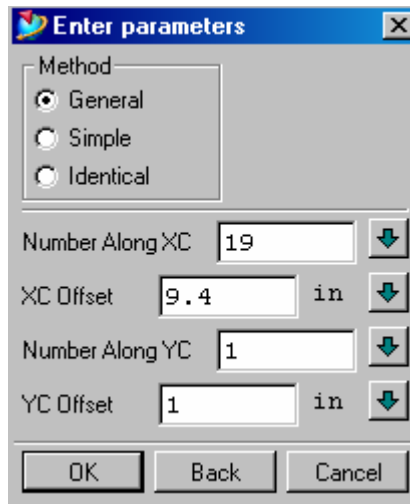 Enter parameters
Method
General
Simple
Identical
Number Along XC 19
XC Offset 9.4 in
Number Along YC 1
YC Offset 1 in
OK Back Cancel